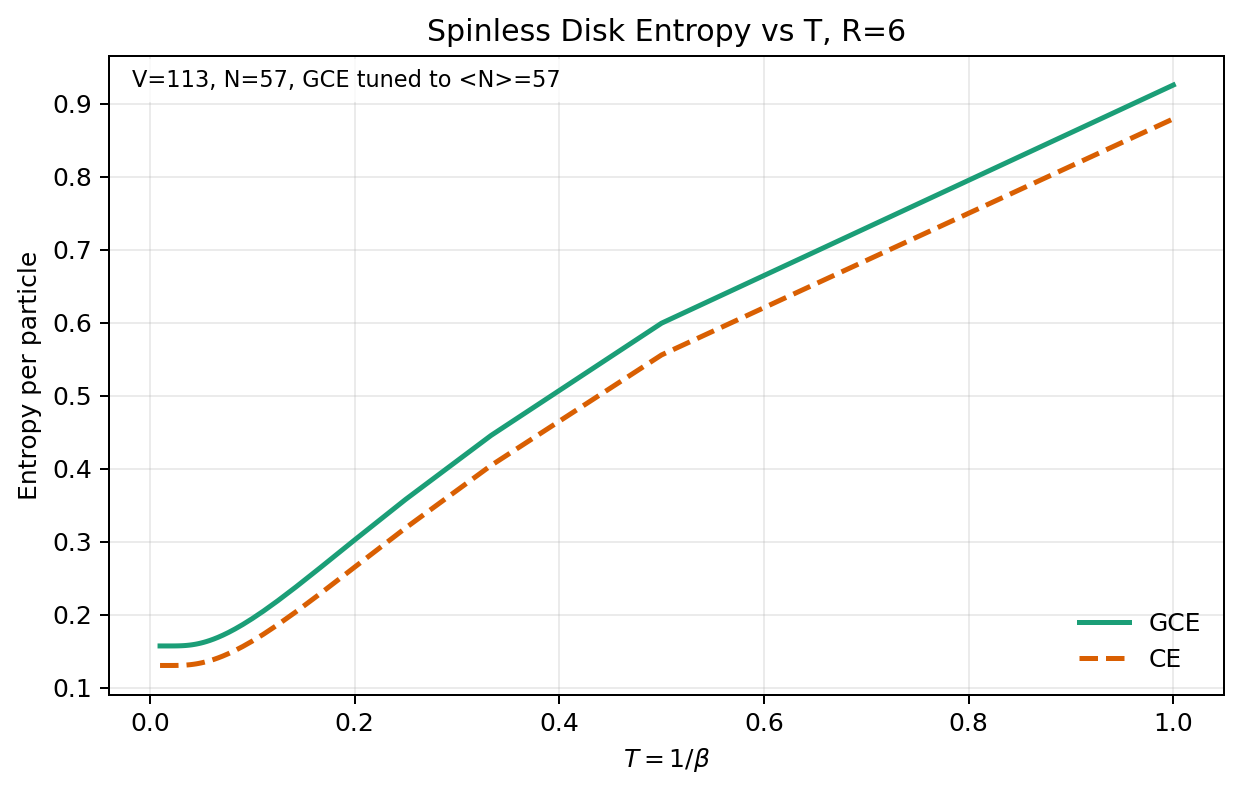 Spinless Disk Entropy vs T, R=6
V=113, N=57, GCE tuned to <N>=57
Entropy per particle
0.9
0.8
0.7
0.6
0.5
0.4
0.3
0.2
0.1
GCE
CE
0.0 0.2 0.4 0.6 0.8 1.0
T = 1/β